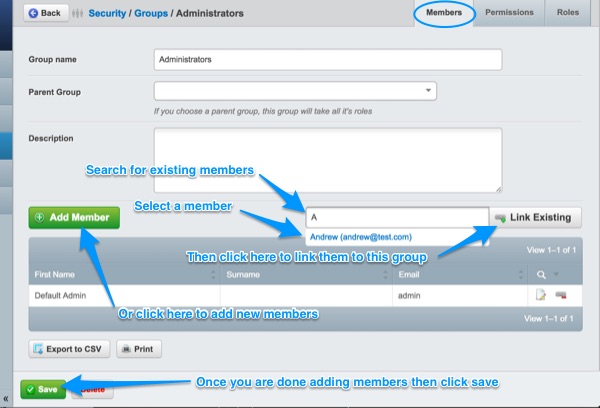 Back Security / Groups / Administrators Members Permissions Roles
Group name Administrators
Parent Group
If you choose a parent group, this group will take all it's roles
Description
Search for existing members
Add Member Select a member A Link Existing
Andrew (andrew@test.com)
Then click here to link them to this group View 1–1 of 1
First Name Surname Email
Default Admin admin
Or click here to add new members View 1–1 of 1
Export to CSV Print
Save Delete Once you are done adding members then click save
«